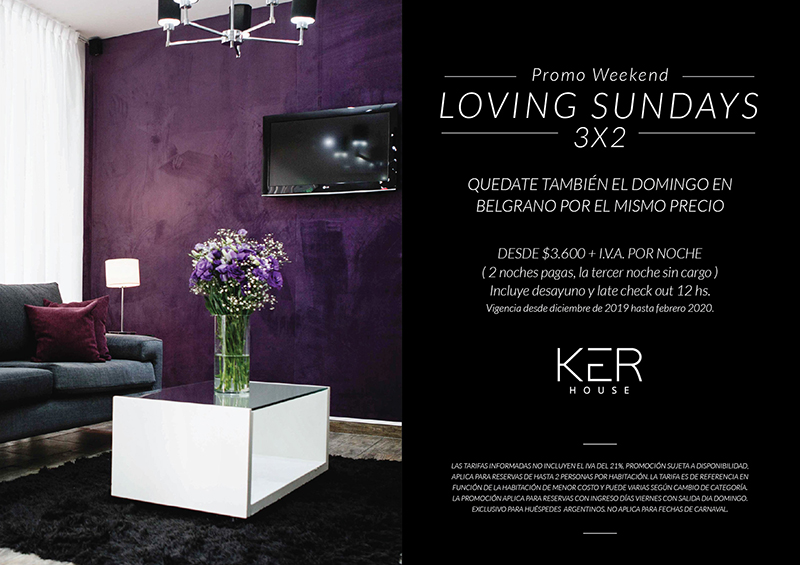 Promo Weekend
LOVING SUNDAYS
3X2
QUEDATE TAMBIÉN EL DOMINGO EN
BELGRANO POR EL MISMO PRECIO
DESDE $3.600 + I.V.A. POR NOCHE
( 2 noches pagas, la tercer noche sin cargo )
Incluye desayuno y late check out 12 hs.
Vigencia desde diciembre de 2019 hasta febrero 2020.
KER
HOUSE
LAS TARIFAS INFORMADAS NO INCLUYEN EL IVA DEL 21%. PROMOCIÓN SUJETA A DISPONIBILIDAD.
APLICA PARA RESERVAS DE HASTA 2 PERSONAS POR HABITACIÓN. LA TARIFA ES DE REFERENCIA EN
FUNCIÓN DE LA HABITACIÓN DE MENOR COSTO Y PUEDE VARIAS SEGÚN CAMBIO DE CATEGORÍA.
LA PROMOCIÓN APLICA PARA RESERVAS CON INGRESO DÍAS VIERNES CON SALIDA DIA DOMINGO.
EXCLUSIVO PARA HUÉSPEDES ARGENTINOS. NO APLICA PARA FECHAS DE CARNAVAL.